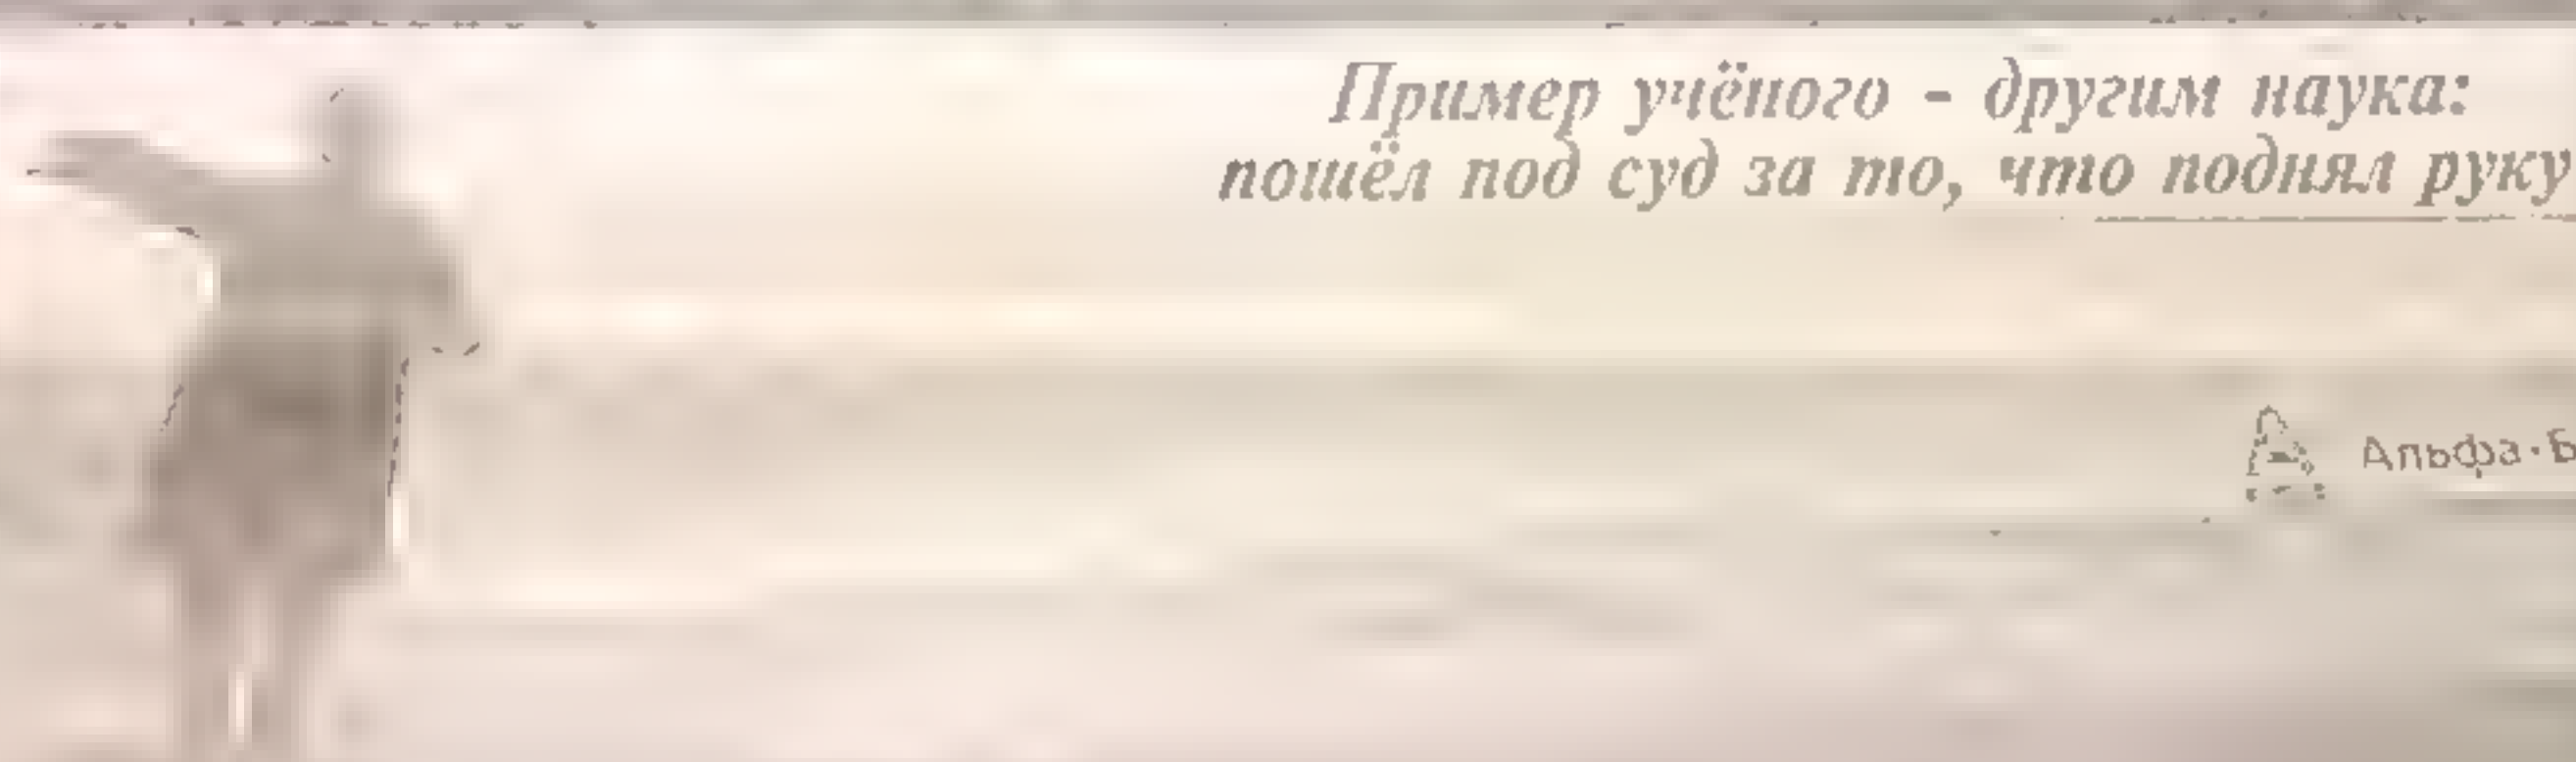 Пример учёного - другим наука:
пошёл под суд за то, что поднял руку
Альфа·Б